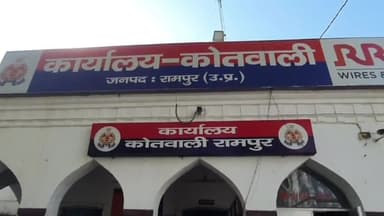 कार्यालय-कोतवाली
जनपद : रामपुर (उ.प्र.)
RR
WIRES
कार्यालय
कोतवाली रामपुर